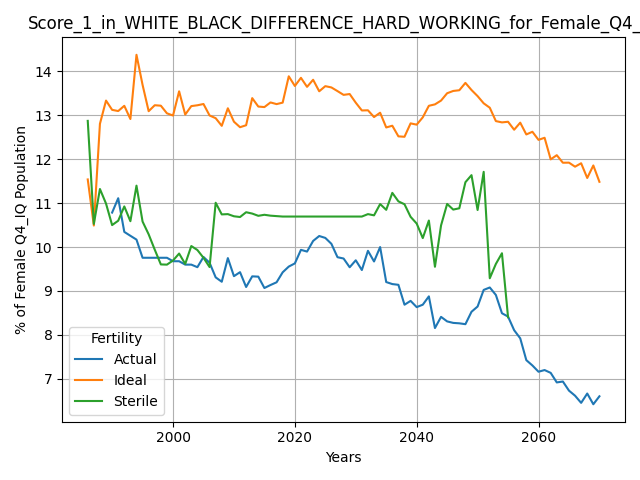 Score_1_in_WHITE_BLACK_DIFFERENCE_HARD_WORKING_for_Female_Q4_
14
13
12
11
10
9
8
7
% of Female Q4_IQ Population
Fertility
Actual
Ideal
Sterile
2000
2020
2040
2060
Years